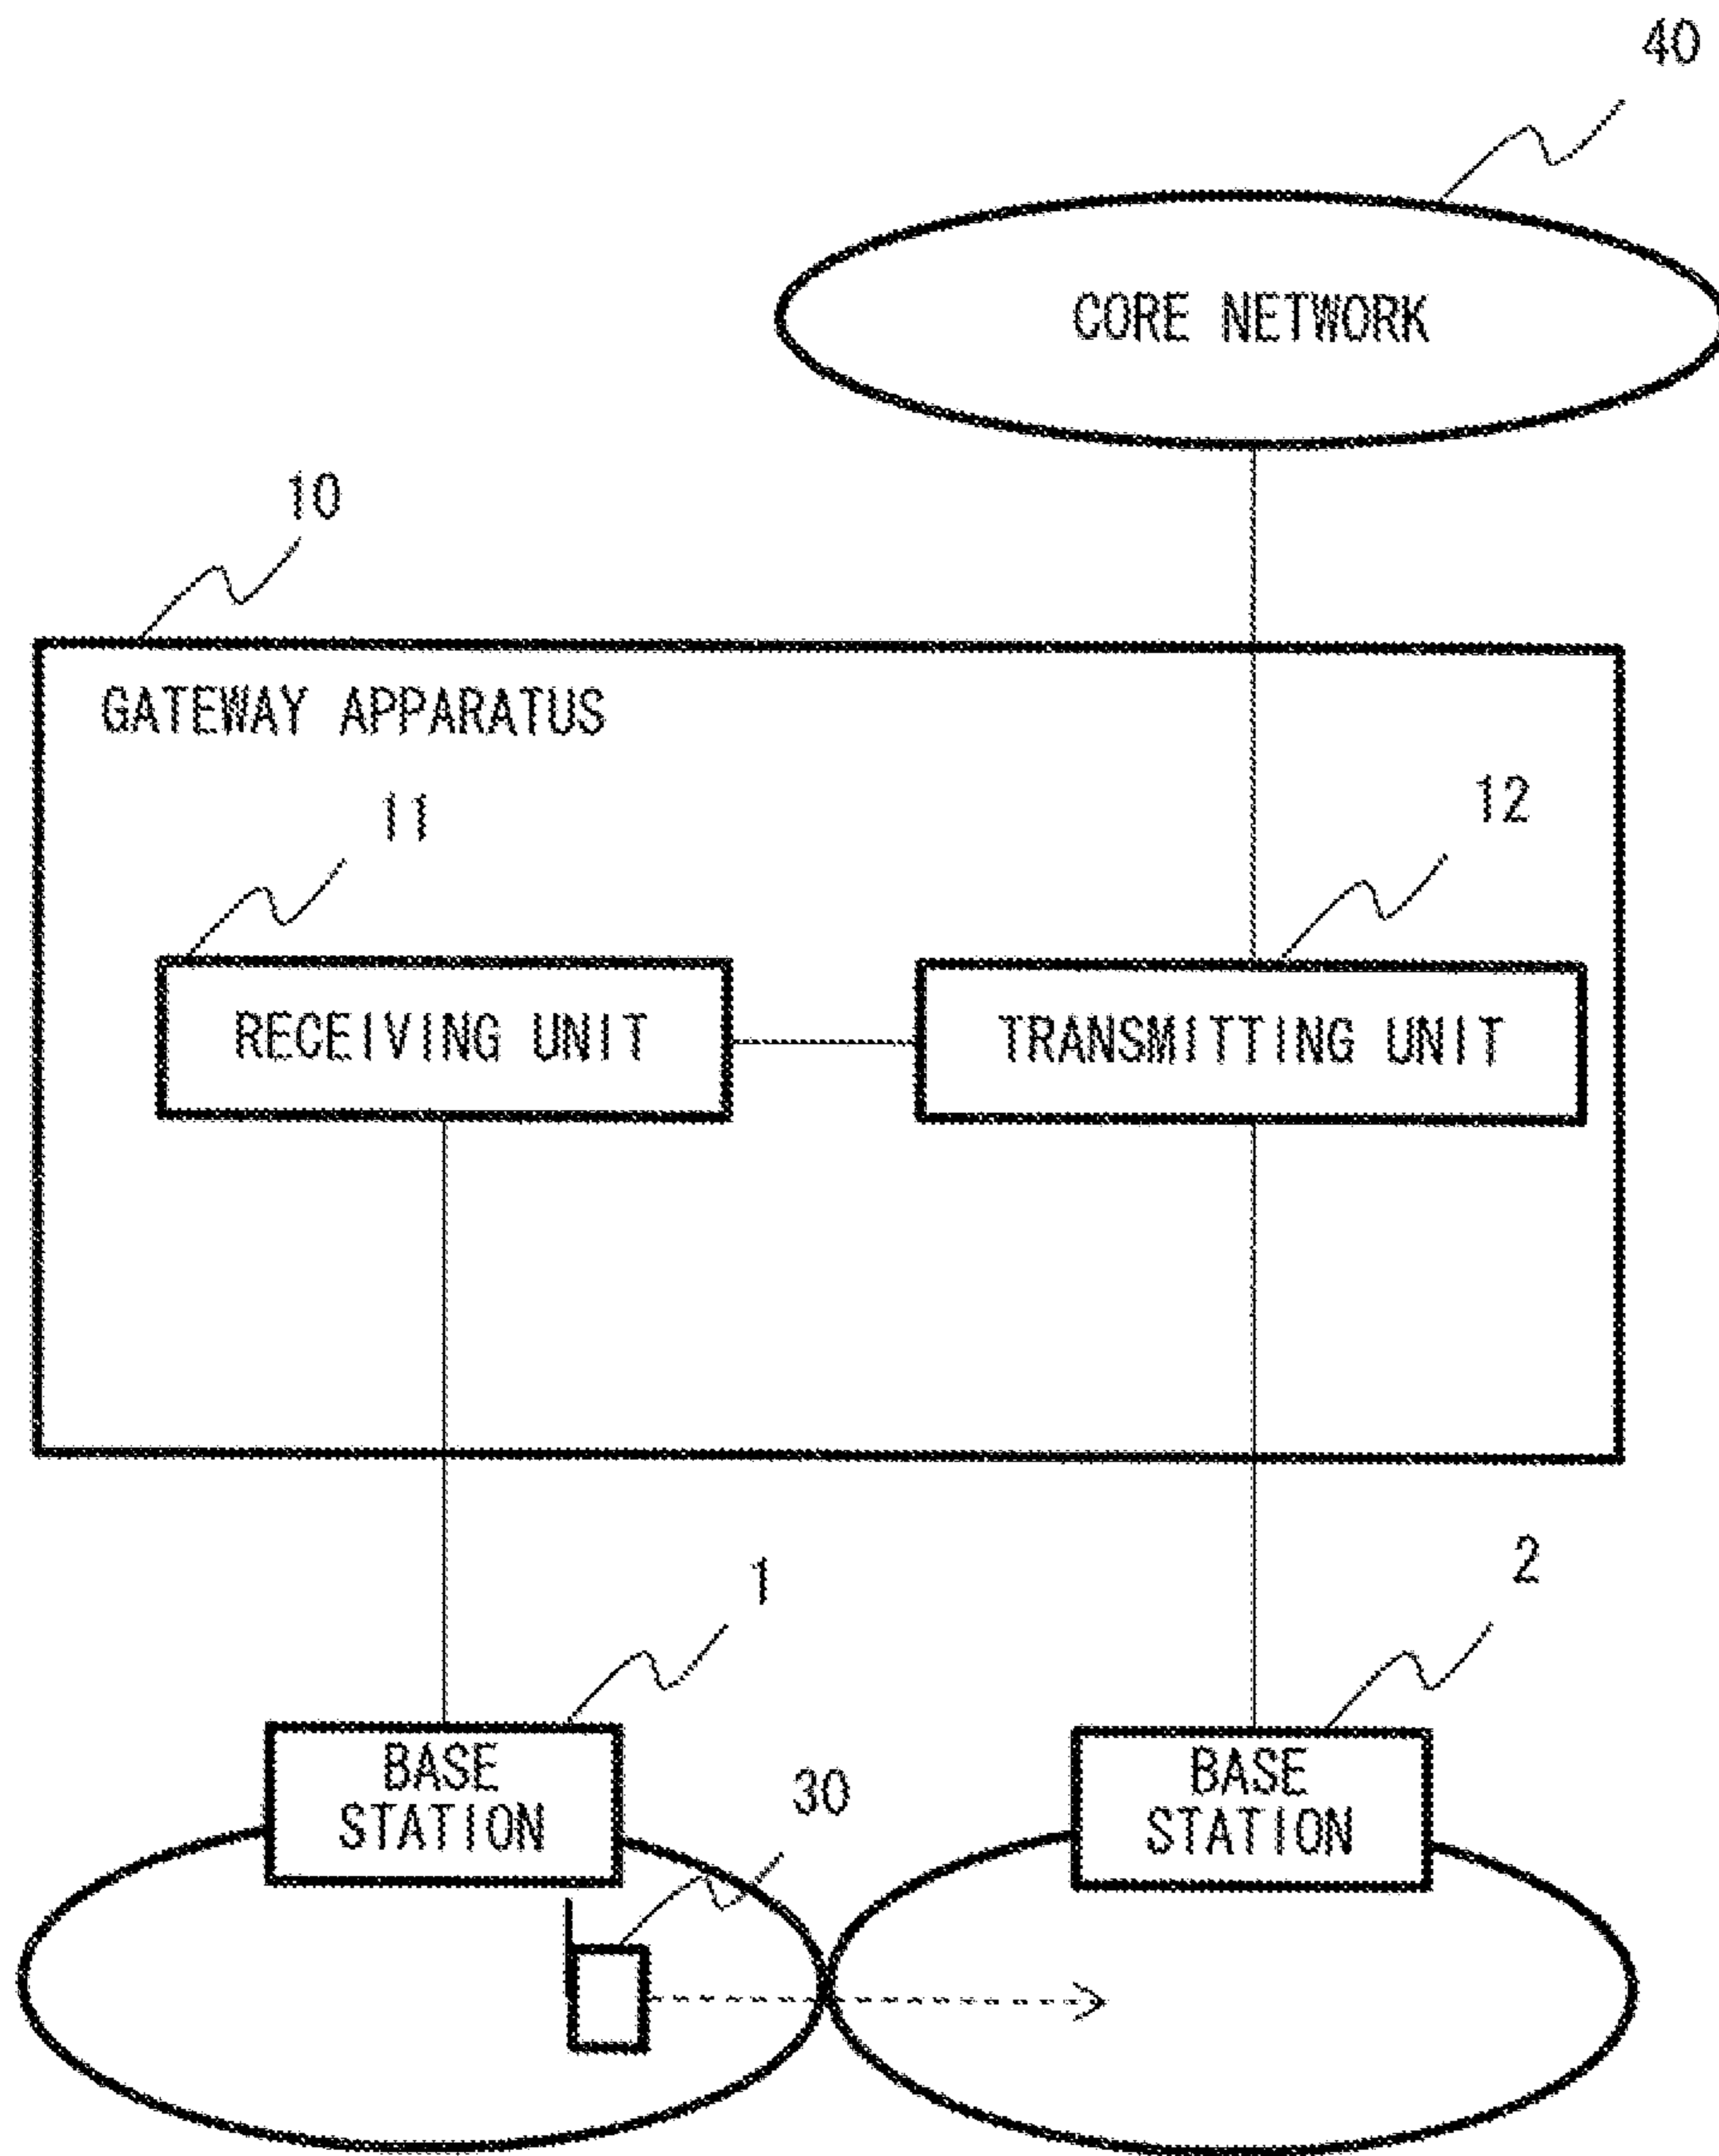 40
CORE NETWORK
10
GATEWAY APPARATUS
11
12
RECEIVING UNIT
TRANSMITTING UNIT
1
2
BASE
STATION
30
BASE
STATION